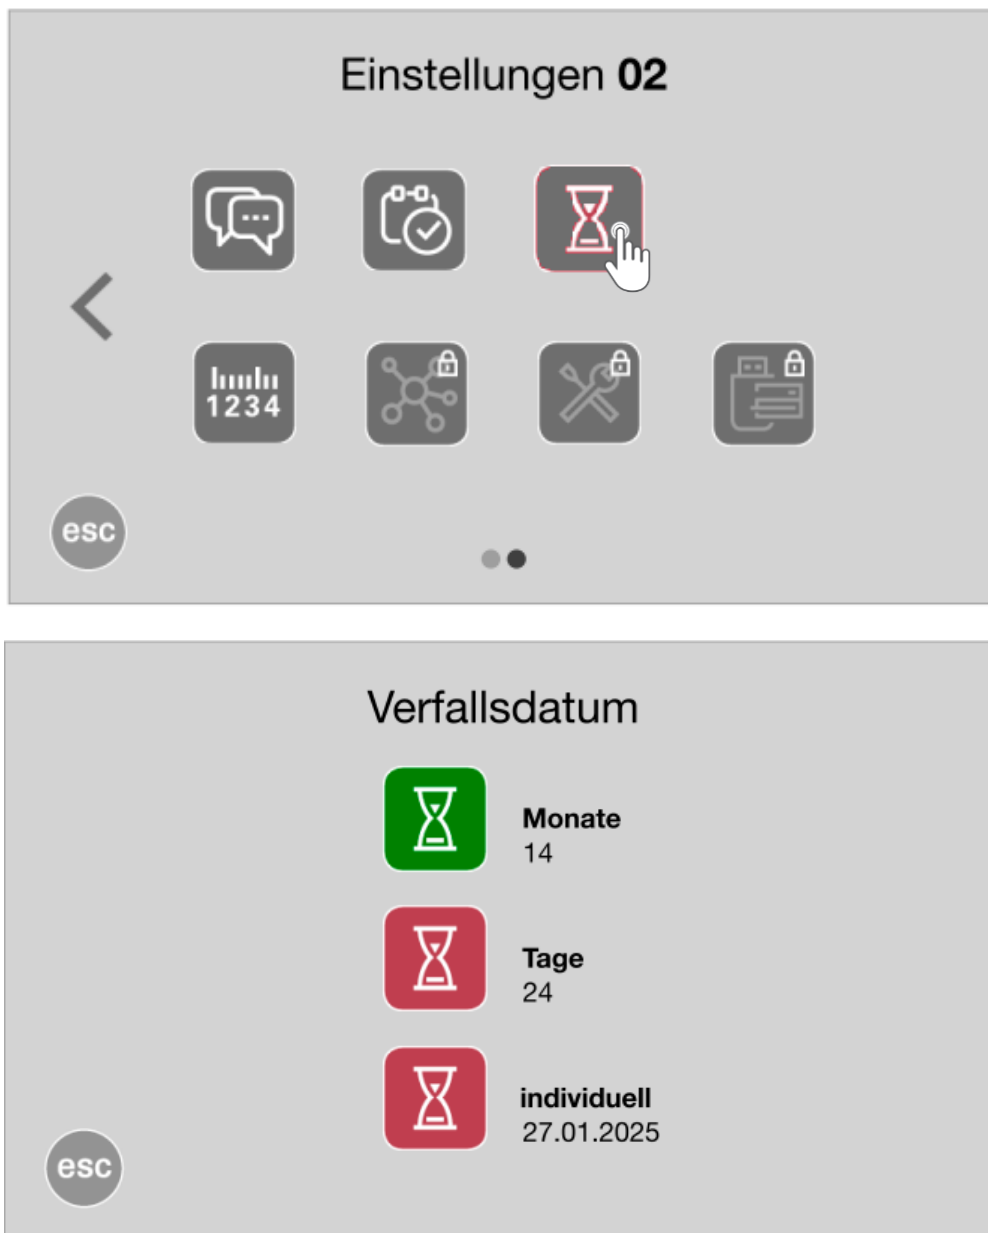 Einstellungen 02
1234
esc
Verfallsdatum
Monate
14
Tage
24
individuell
27.01.2025
esc